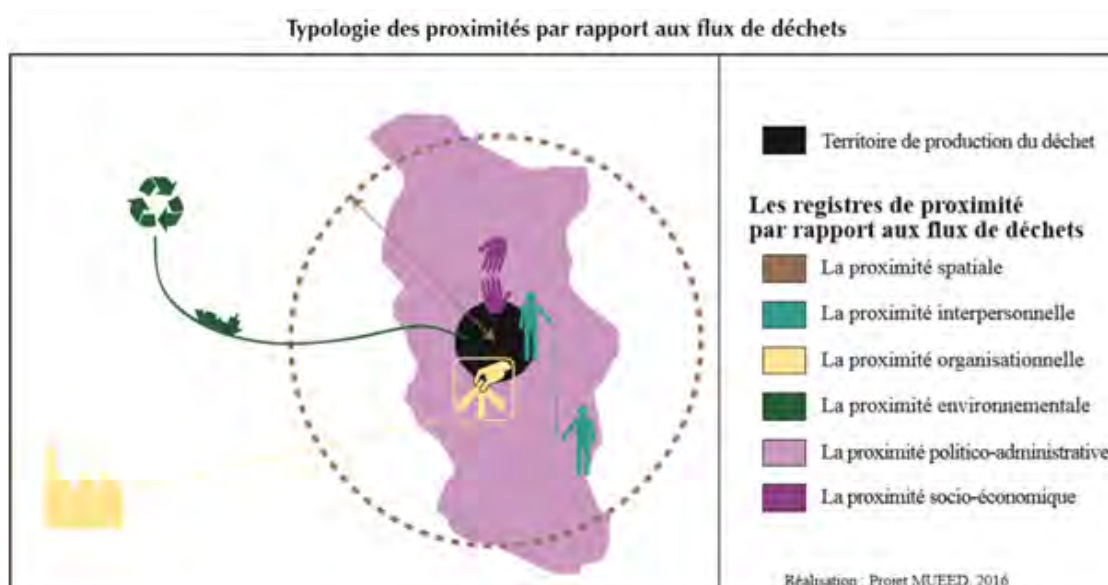 Typologie des proximités par rapport aux flux de déchets
Territoire de production du déchet
Les registres de proximité
par rapport aux flux de déchets
La proximité spatiale
La proximité interpersonnelle
La proximité organisationnelle
La proximité environnementale
La proximité politico-administrative
La proximité socio-économique
Réalisation : Projet MUEED, 2016